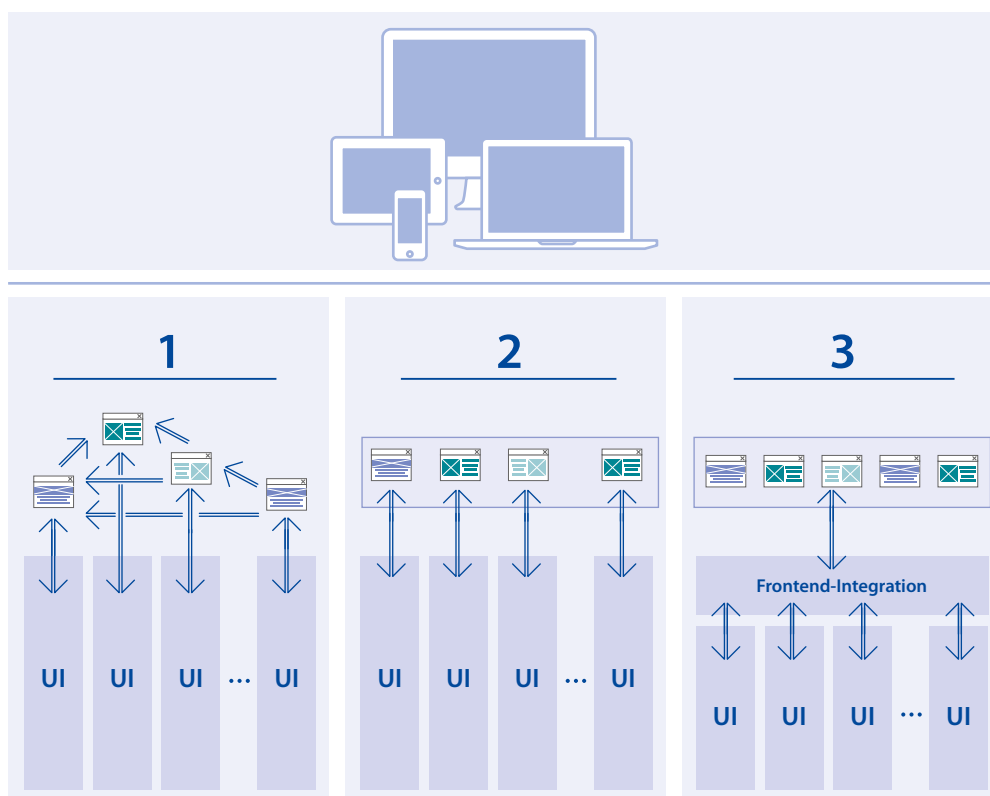 1
2
3
Frontend-Integration
UI UI UI ... UI
UI UI UI ... UI
UI UI UI ... UI